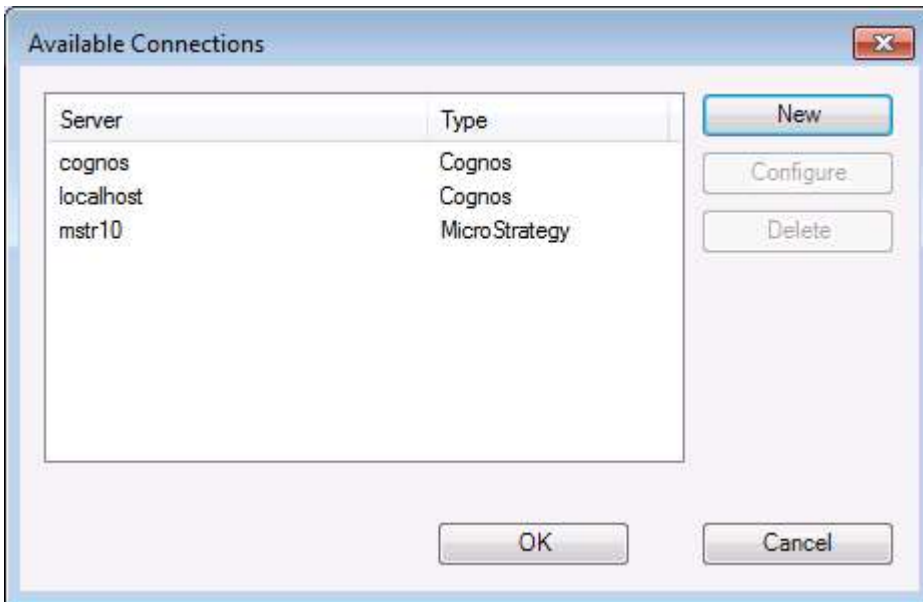 Available Connections
Server Type New
cognos Cognos Configure
localhost Cognos
mstr10 MicroStrategy Delete
OK Cancel